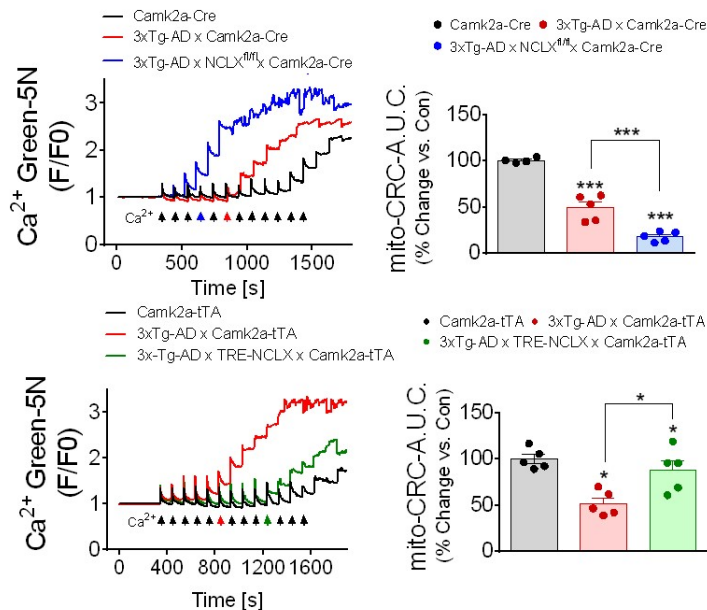 Camk2a-Cre
3xTg-AD x Camk2a-Cre
3xTg-AD x NCLX^fl/fl x Camk2a-Cre
Ca2+ Green-5N
(F/F0)
3
2
1
0
Ca2+
0 500 1000 1500
Time [s]
Camk2a-Cre 3xTg-AD x Camk2a-Cre
3xTg-AD x NCLX^fl/fl x Camk2a-Cre
mito-CRC-A.U.C.
(% Change vs. Con)
150
100
50
0
***
***
***
Camk2a-tTA
3xTg-AD x Camk2a-tTA
3x-Tg-AD x TRE-NCLX x Camk2a-tTA
Ca2+ Green-5N
(F/F0)
3
2
1
0
Ca2+
0 400 800 1200 1600
Time [s]
Camk2a-tTA 3xTg-AD x Camk2a-tTA
3xTg-AD x TRE-NCLX x Camk2a-tTA
mito-CRC-A.U.C.
(% Change vs. Con)
150
100
50
0
*
*
*